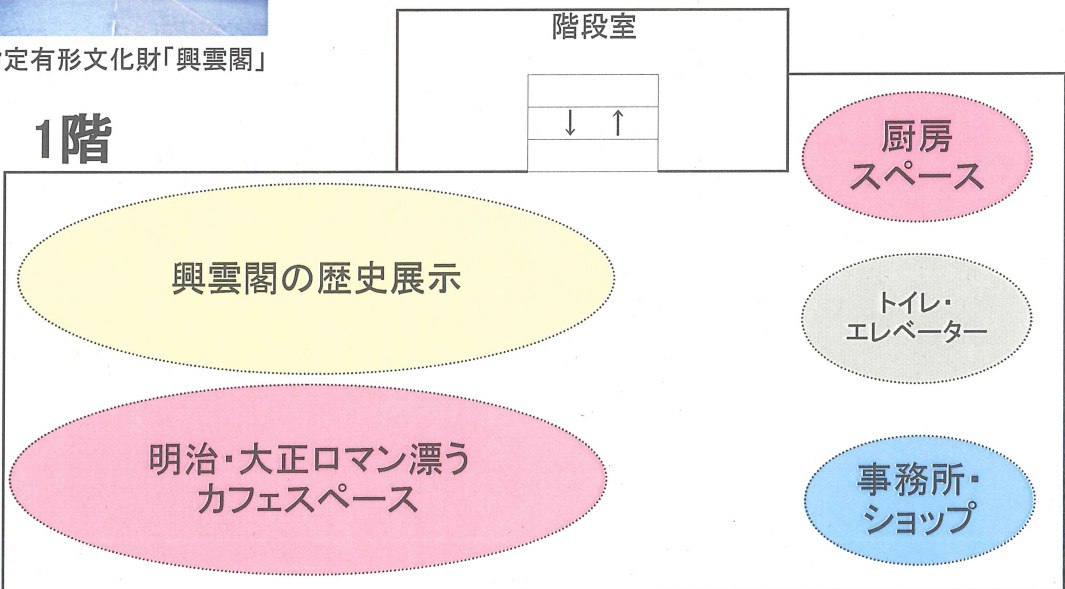 定有形文化財「興雲閣」
階段室
1階
↓ ↑
厨房
スペース
興雲閣の歴史展示
トイレ・
エレベーター
明治・大正ロマン漂う
カフェスペース
事務所・
ショップ